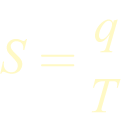 S = q/T